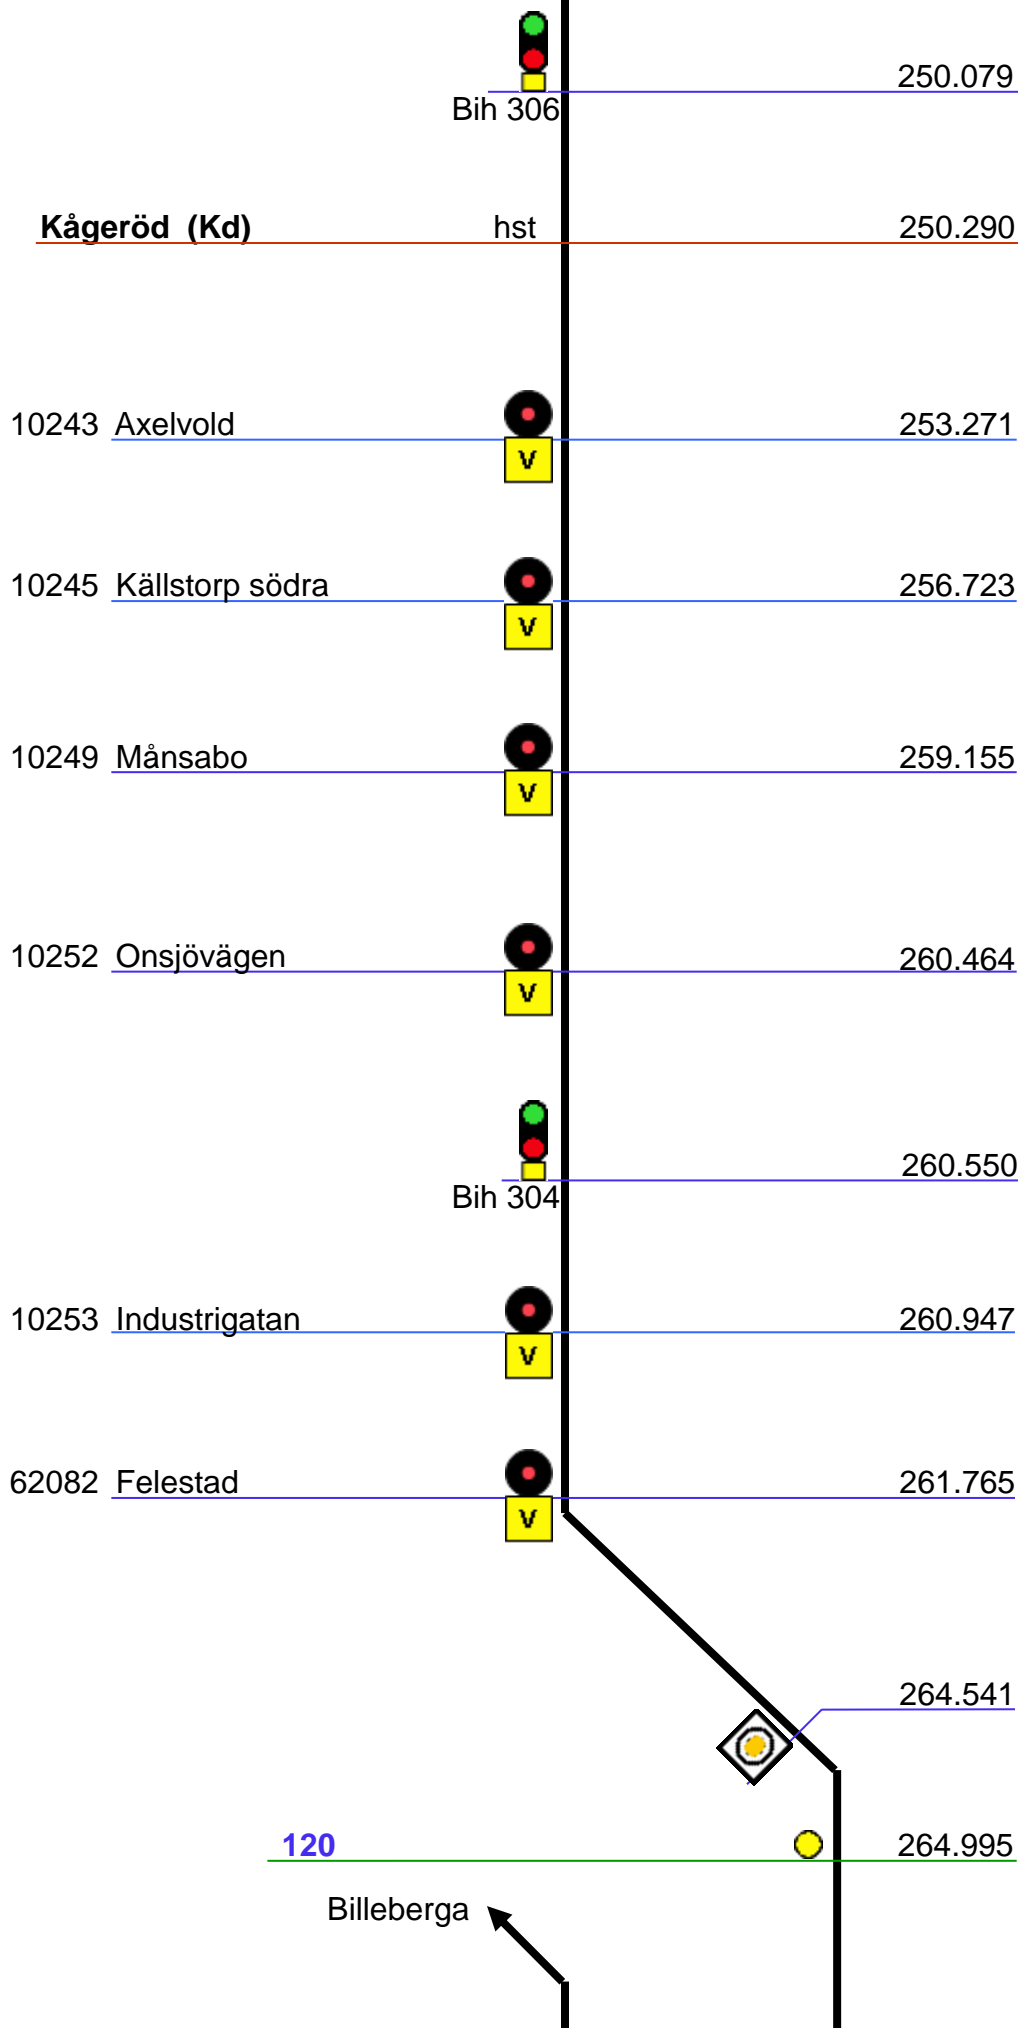 250.079
Bih 306
Kågeröd (Kd) hst 250.290
10243 Axelvold 253.271
V
10245 Källstorp södra 256.723
V
10249 Månsabo 259.155
V
10252 Onsjövägen 260.464
V
260.550
Bih 304
10253 Industrigatan 260.947
V
62082 Felestad 261.765
V
264.541
120 264.995
Billeberga